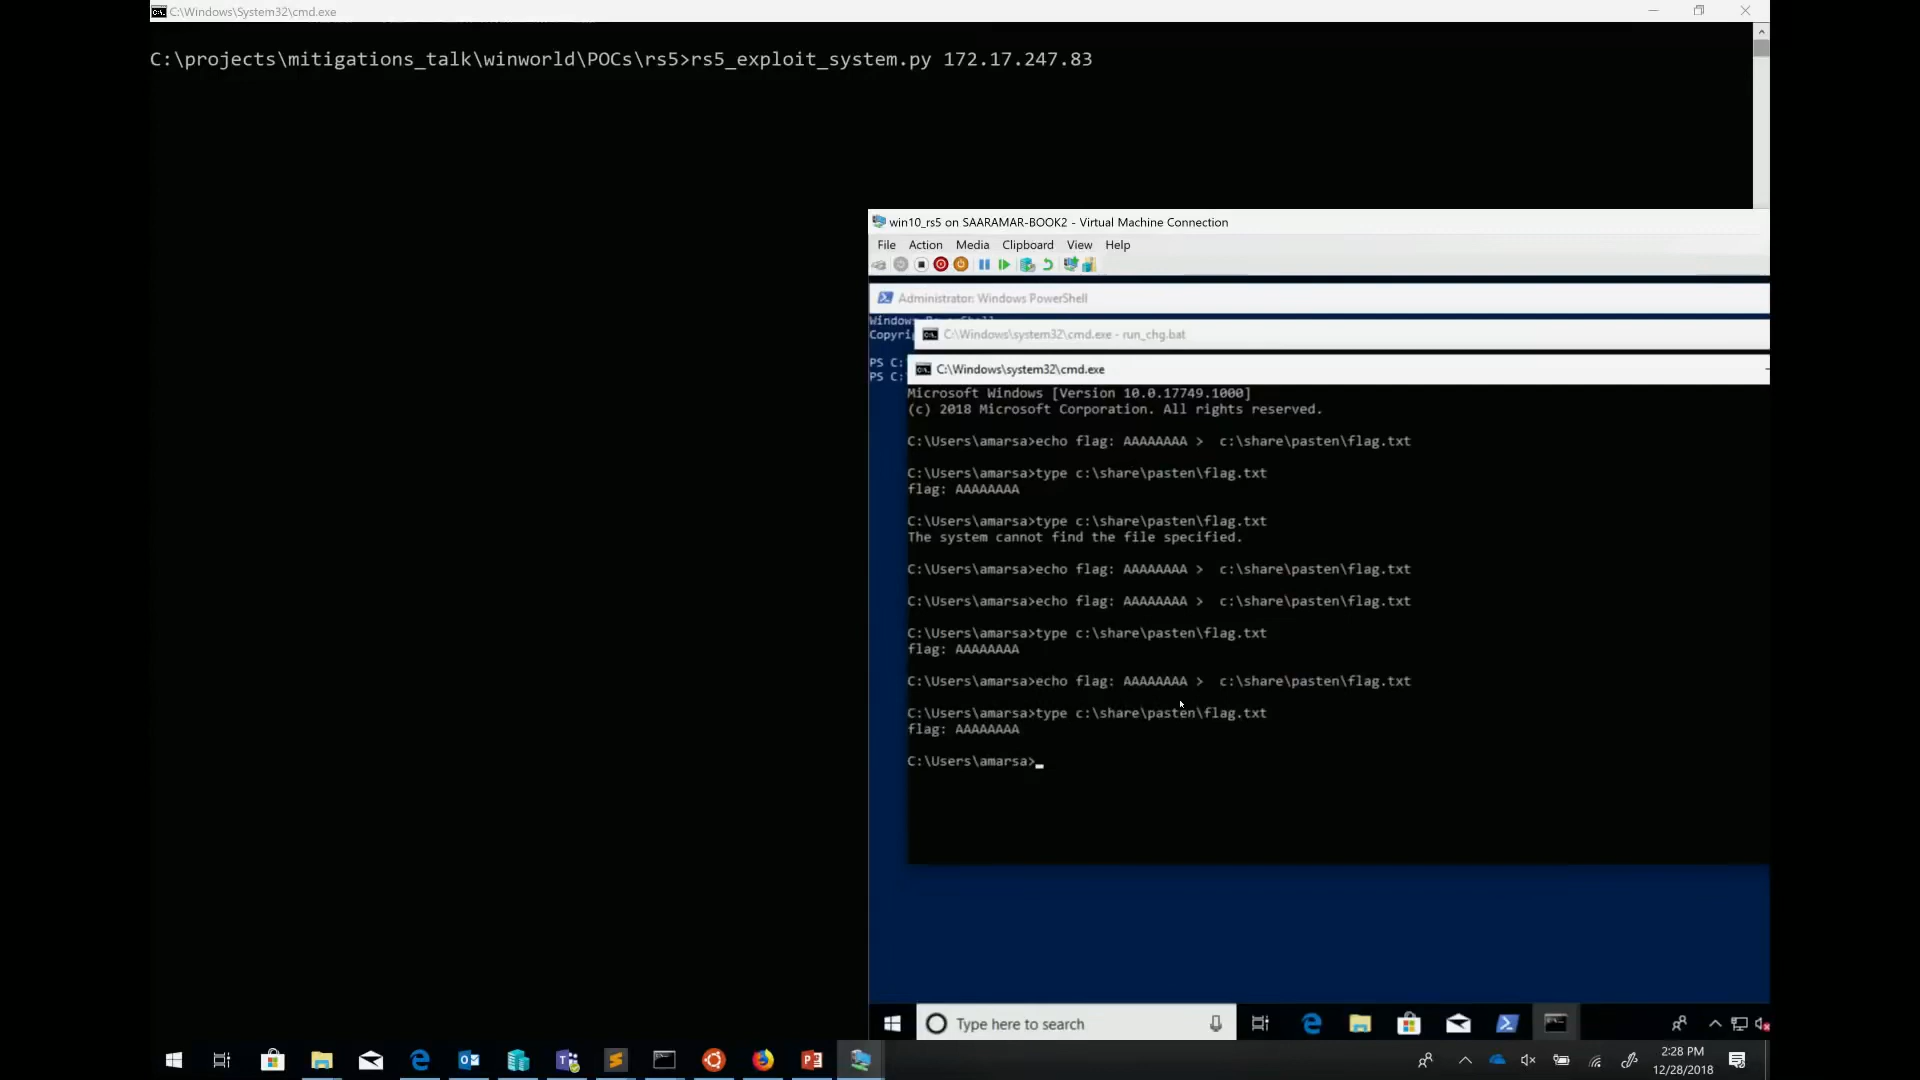 C:\Windows\System32\cmd.exe
C:\projects\mitigations_talk\winworld\POCs\rs5>rs5_exploit_system.py 172.17.247.83
win10_rs5 on SAARAMAR-BOOK2 - Virtual Machine Connection
File Action Media Clipboard View Help
Administrator: Windows PowerShell
C:\Windows\system32\cmd.exe - run_chg.bat
PS C:
PS C:
C:\Windows\system32\cmd.exe
Microsoft Windows [Version 10.0.17749.1000]
(c) 2018 Microsoft Corporation. All rights reserved.
C:\Users\amarsa>echo flag: AAAAAAAA >  c:\share\pasten\flag.txt
C:\Users\amarsa>type c:\share\pasten\flag.txt
flag: AAAAAAAA
C:\Users\amarsa>type c:\share\pasten\flag.txt
The system cannot find the file specified.
C:\Users\amarsa>echo flag: AAAAAAAA >  c:\share\pasten\flag.txt
C:\Users\amarsa>echo flag: AAAAAAAA >  c:\share\pasten\flag.txt
C:\Users\amarsa>type c:\share\pasten\flag.txt
flag: AAAAAAAA
C:\Users\amarsa>echo flag: AAAAAAAA >  c:\share\pasten\flag.txt
C:\Users\amarsa>type c:\share\pasten\flag.txt
flag: AAAAAAAA
C:\Users\amarsa>
Type here to search
2:28 PM
12/28/2018